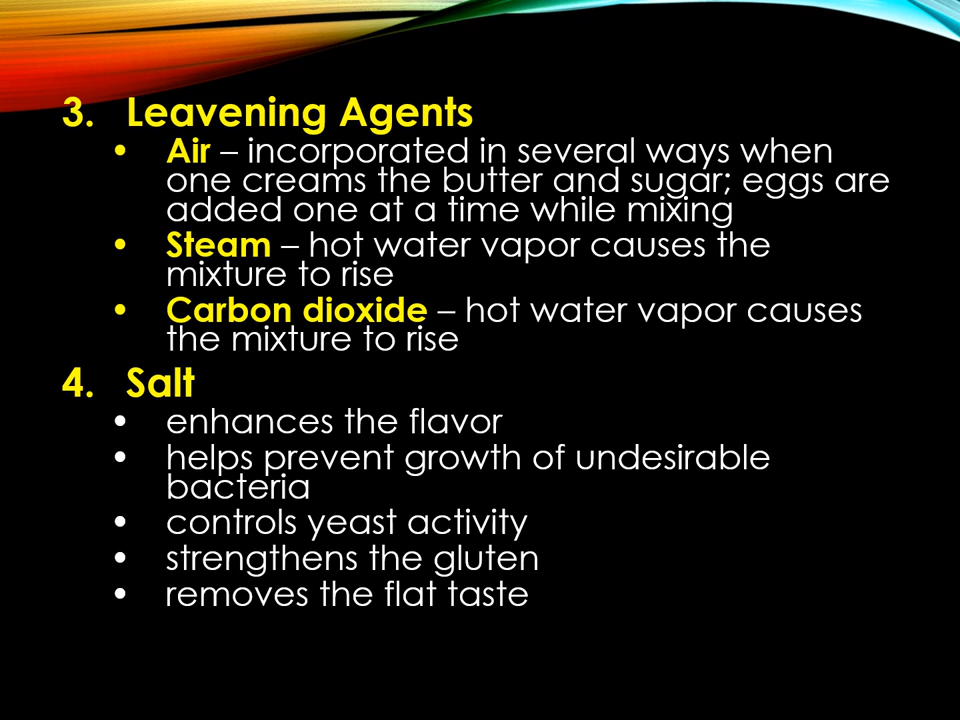 3. Leavening Agents
• Air – incorporated in several ways when
one creams the butter and sugar; eggs are
added one at a time while mixing
• Steam – hot water vapor causes the
mixture to rise
• Carbon dioxide – hot water vapor causes
the mixture to rise
4. Salt
• enhances the flavor
• helps prevent growth of undesirable
bacteria
• controls yeast activity
• strengthens the gluten
• removes the flat taste